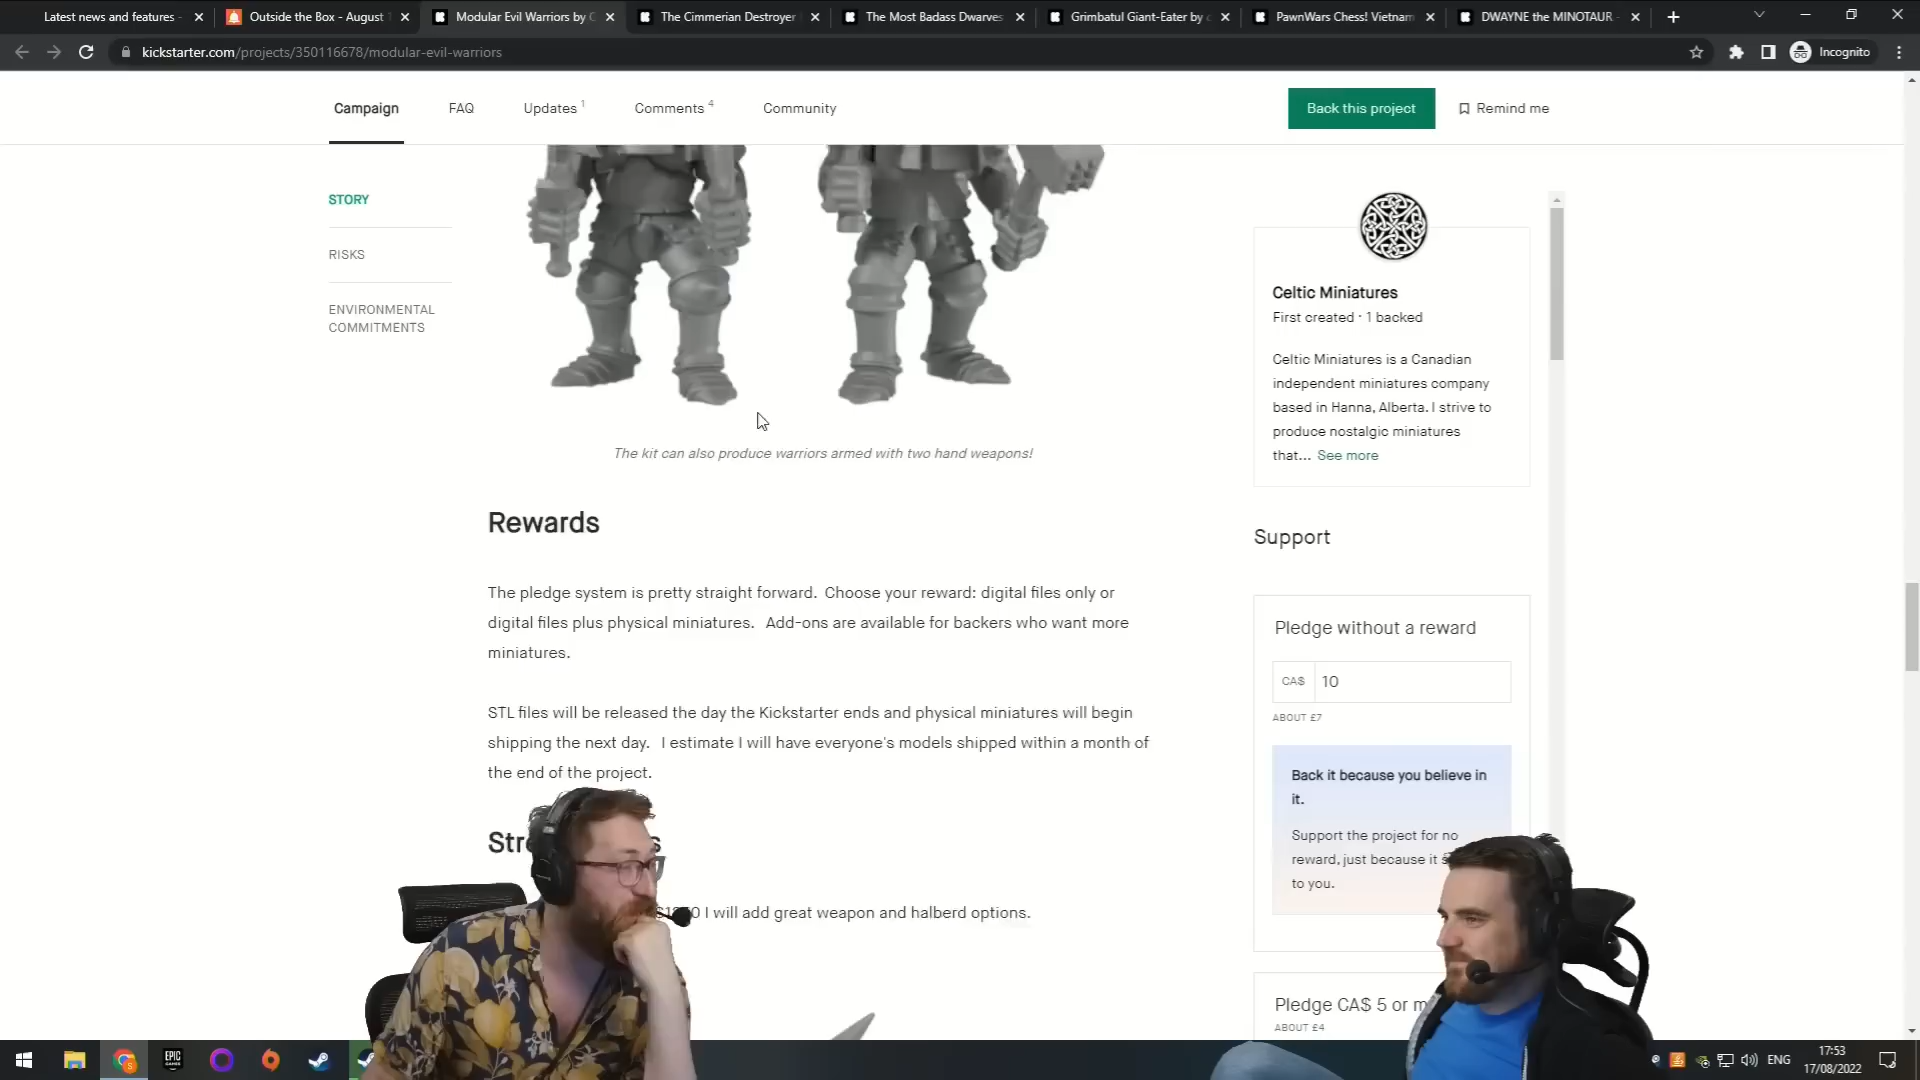 Latest news and features -
Outside the Box - August 1
Modular Evil Warriors by C
The Cimmerian Destroyer
The Most Badass Dwarves
Grimbatul Giant-Eater by
PawnWars Chess! Vietnam
DWAYNE the MINOTAUR -
kickstarter.com/projects/350116678/modular-evil-warriors
Incognito
Campaign
FAQ
Updates 1
Comments 4
Community
Back this project
Remind me
STORY
RISKS
ENVIRONMENTAL
COMMITMENTS
The kit can also produce warriors armed with two hand weapons!
Rewards
The pledge system is pretty straight forward. Choose your reward: digital files only or
digital files plus physical miniatures. Add-ons are available for backers who want more
miniatures.
STL files will be released the day the Kickstarter ends and physical miniatures will begin
shipping the next day. I estimate I will have everyone's models shipped within a month of
the end of the project.
I will add great weapon and halberd options.
Celtic Miniatures
First created · 1 backed
Celtic Miniatures is a Canadian
independent miniatures company
based in Hanna, Alberta. I strive to
produce nostalgic miniatures
that... See more
Support
Pledge without a reward
CA$ 10
ABOUT £7
Back it because you believe in
it.
Support the project for no
reward, just because it
to you.
Pledge CA$ 5 or
ABOUT £4
EPIC
GAMES
ENG
17:53
17/08/2022